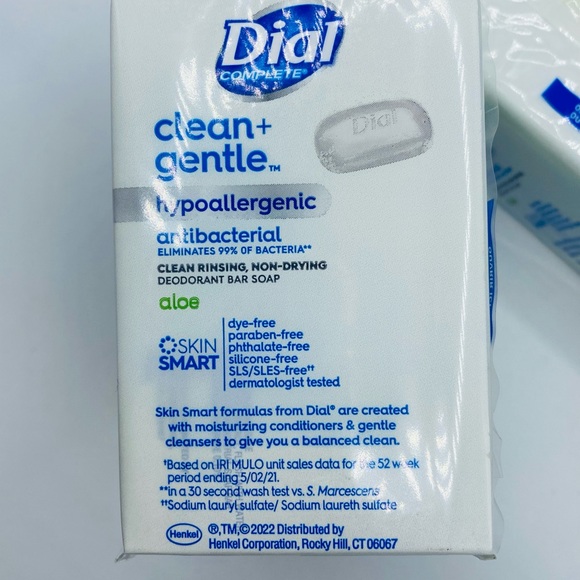 Dial
COMPLETE®
clean+
gentle™
Dial
hypoallergenic
antibacterial
ELIMINATES 99% OF BACTERIA**
CLEAN RINSING, NON-DRYING
DEODORANT BAR SOAP
aloe
SKIN
SMART
dye-free
paraben-free
phthalate-free
silicone-free
SLS/SLES-free††
dermatologist tested
Skin Smart formulas from Dial® are created
with moisturizing conditioners & gentle
cleansers to give you a balanced clean.
†Based on IRI MULO unit sales data for the 52 week
period ending 5/02/21.
**in a 30 second wash test vs. S. Marcescens
††Sodium lauryl sulfate/ Sodium laureth sulfate
Henkel
®,TM,©2022 Distributed by
Henkel Corporation, Rocky Hill, CT 06067